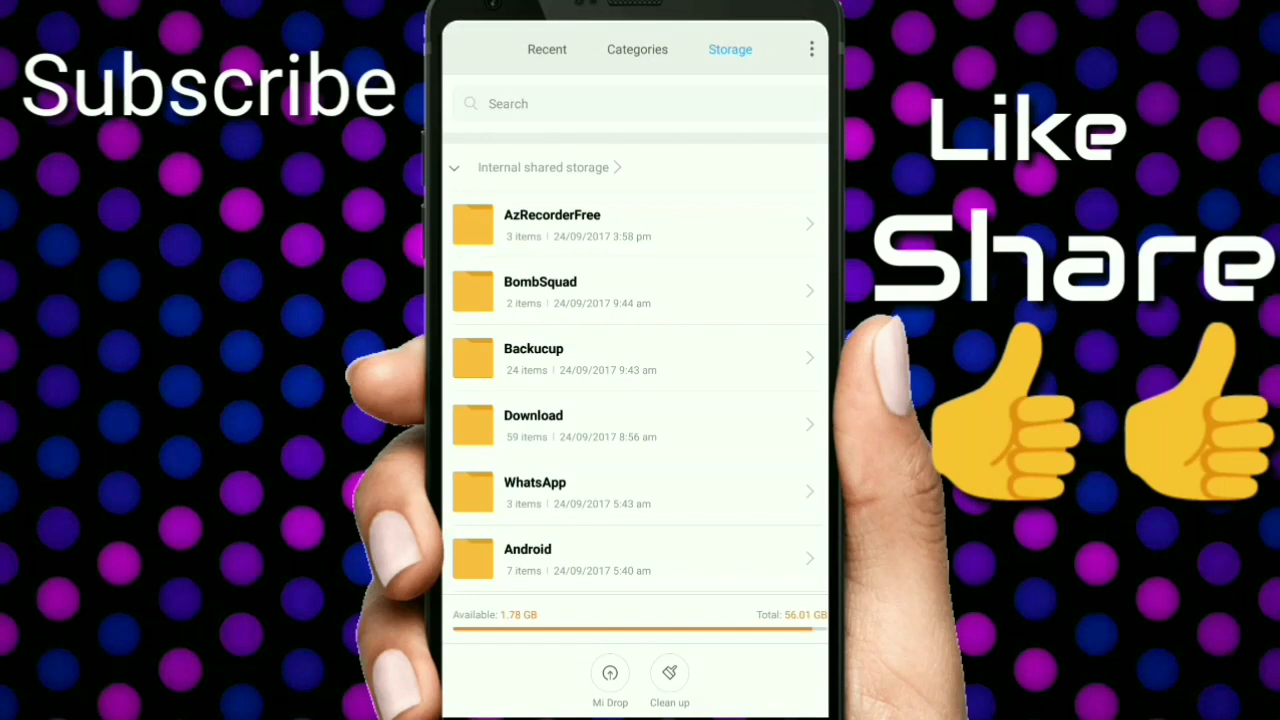 Subscribe
Like
Share
Recent Categories Storage
Search
Internal shared storage
AzRecorderFree
3 items | 24/09/2017 3:58 pm
BombSquad
2 items | 24/09/2017 9:44 am
Backucup
24 items | 24/09/2017 9:43 am
Download
59 items | 24/09/2017 8:56 am
WhatsApp
3 items | 24/09/2017 5:43 am
Android
7 items | 24/09/2017 5:40 am
Available: 1.78 GB Total: 56.01 GB
Mi Drop Clean up